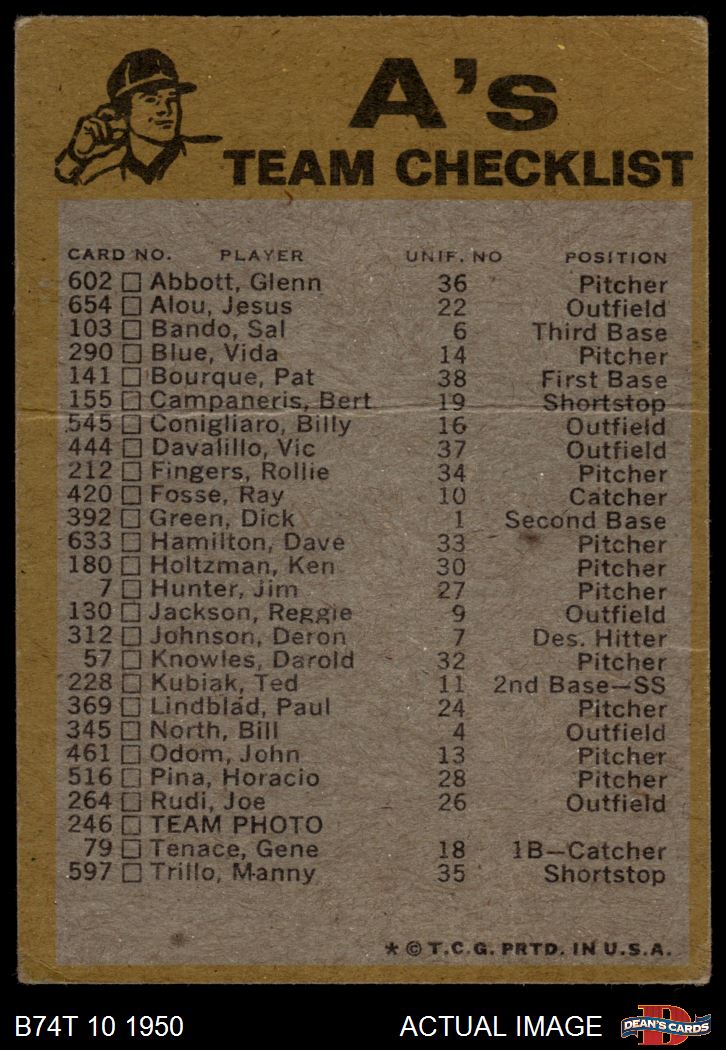 A's
TEAM CHECKLIST
CARD NO. PLAYER UNIF. NO POSITION
602 Abbott, Glenn 36 Pitcher
654 Alou, Jesus 22 Outfield
103 Bando, Sal 6 Third Base
290 Blue, Vida 14 Pitcher
141 Bourque, Pat 38 First Base
155 Campaneris, Bert 19 Shortstop
545 Conigliaro, Billy 16 Outfield
444 Davalillo, Vic 37 Outfield
212 Fingers, Rollie 34 Pitcher
420 Fosse, Ray 10 Catcher
392 Green, Dick 1 Second Base
633 Hamilton, Dave 33 Pitcher
180 Holtzman, Ken 30 Pitcher
7 Hunter, Jim 27 Pitcher
130 Jackson, Reggie 9 Outfield
312 Johnson, Deron 7 Des. Hitter
57 Knowles, Darold 32 Pitcher
228 Kubiak, Ted 11 2nd Base—SS
369 Lindblad, Paul 24 Pitcher
345 North, Bill 4 Outfield
461 Odom, John 13 Pitcher
516 Pina, Horacio 28 Pitcher
264 Rudi, Joe 26 Outfield
246 TEAM PHOTO
79 Tenace, Gene 18 1B—Catcher
597 Trillo, Manny 35 Shortstop
* © T.C.G. PRTD. IN U.S.A.
B74T 10 1950 ACTUAL IMAGE
D
DEAN'S CARDS